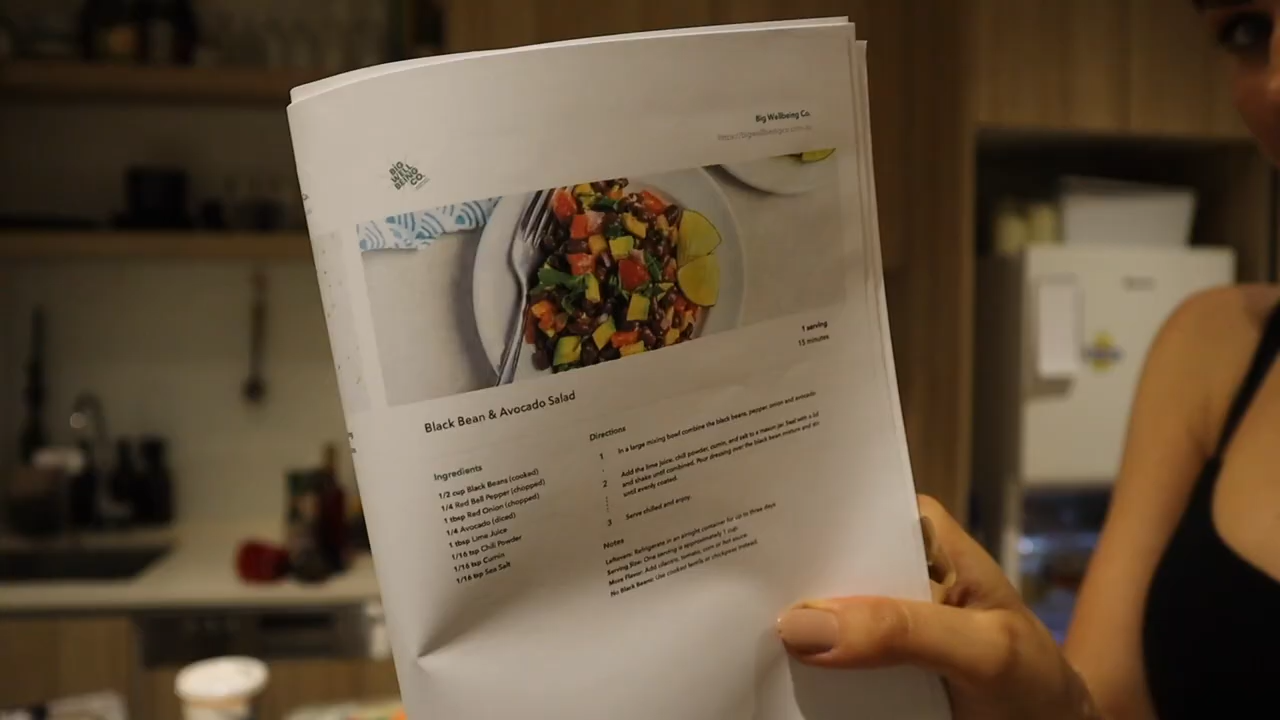 Big Wellbeing Co.
BIG
WELL
BEING
CO.
1 serving
15 minutes
Black Bean & Avocado Salad
Ingredients
1/2 cup Black Beans (cooked)
1/4 Red Bell Pepper (chopped)
1 tbsp Red Onion (chopped)
1/4 Avocado (diced)
1 tbsp Lime Juice
1/16 tsp Chili Powder
1/16 tsp Cumin
1/16 tsp Sea Salt
Directions
1 In a large mixing bowl combine the black beans, pepper, onion and avocado
2 Add the lime juice, chili powder, cumin, and salt to a mason jar. Seal with a lid
and shake until combined. Pour dressing over the black bean mixture and stir
until evenly coated.
3 Serve chilled and enjoy.
Notes
Leftovers: Refrigerate in an airtight container for up to three days
Serving Size: One serving is approximately 1 cup.
More Flavor: Add cilantro, tomato, corn or hot sauce
No Black Beans: Use cooked lentils or chickpeas instead.